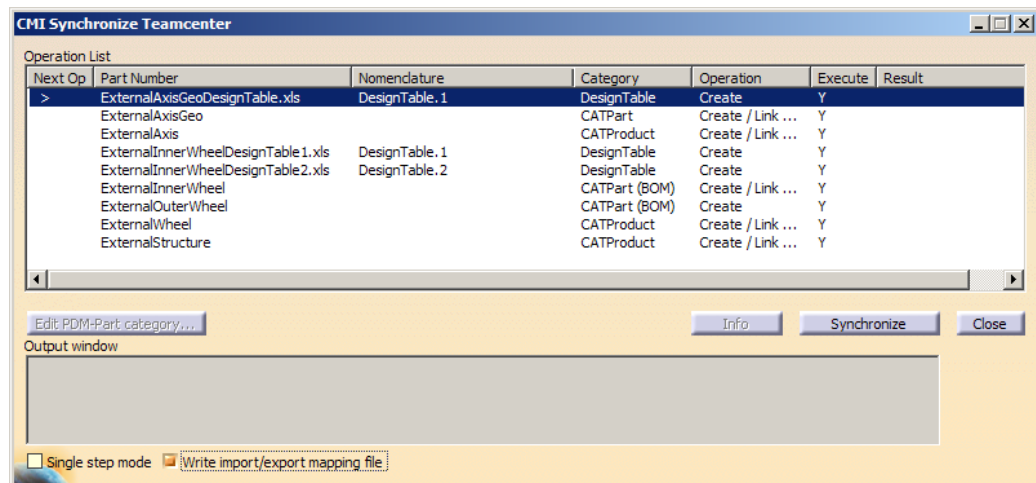 CMI Synchronize Teamcenter
Operation List
Next Op Part Number Nomenclature Category Operation Execute Result
> ExternalAxisGeoDesignTable.xls DesignTable.1 DesignTable Create Y
ExternalAxisGeo CATPart Create / Link ... Y
ExternalAxis CATProduct Create / Link ... Y
ExternalInnerWheelDesignTable1.xls DesignTable.1 DesignTable Create Y
ExternalInnerWheelDesignTable2.xls DesignTable.2 DesignTable Create Y
ExternalInnerWheel CATPart (BOM) Create / Link ... Y
ExternalOuterWheel CATPart (BOM) Create Y
ExternalWheel CATProduct Create / Link ... Y
ExternalStructure CATProduct Create / Link ... Y
Edit PDM-Part category... Info Synchronize Close
Output window
Single step mode Write import/export mapping file